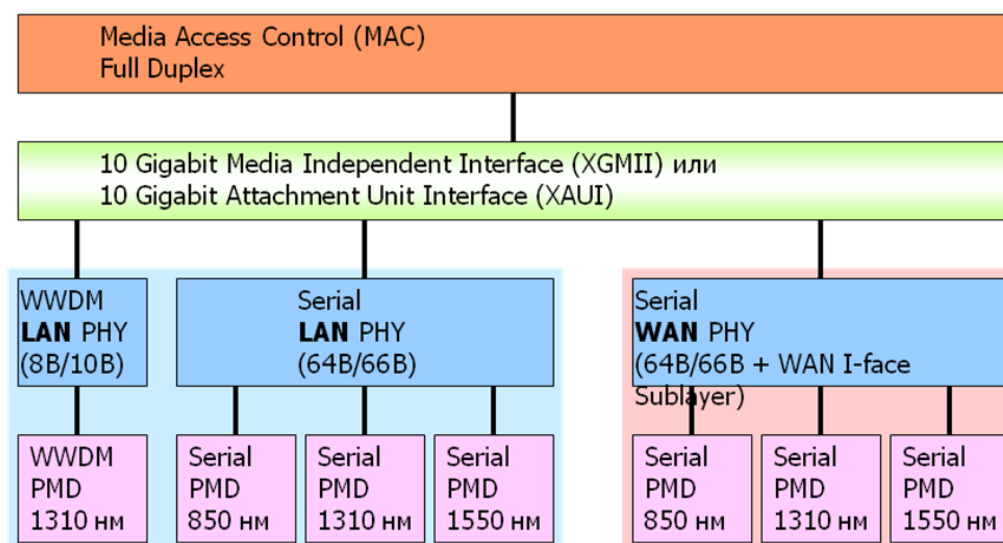 Media Access Control (MAC)
Full Duplex
10 Gigabit Media Independent Interface (XGMII) или
10 Gigabit Attachment Unit Interface (XAUI)
WWDM
LAN PHY
(8B/10B)
Serial
LAN PHY
(64B/66B)
Serial
WAN PHY
(64B/66B + WAN I-face
Sublayer)
WWDM
PMD
1310 нм
Serial
PMD
850 нм
Serial
PMD
1310 нм
Serial
PMD
1550 нм
Serial
PMD
850 нм
Serial
PMD
1310 нм
Serial
PMD
1550 нм